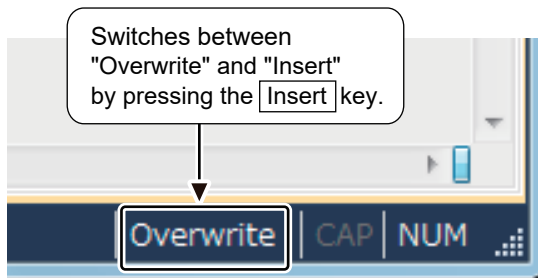 Switches between
"Overwrite" and "Insert"
by pressing the Insert key.
Overwrite CAP NUM